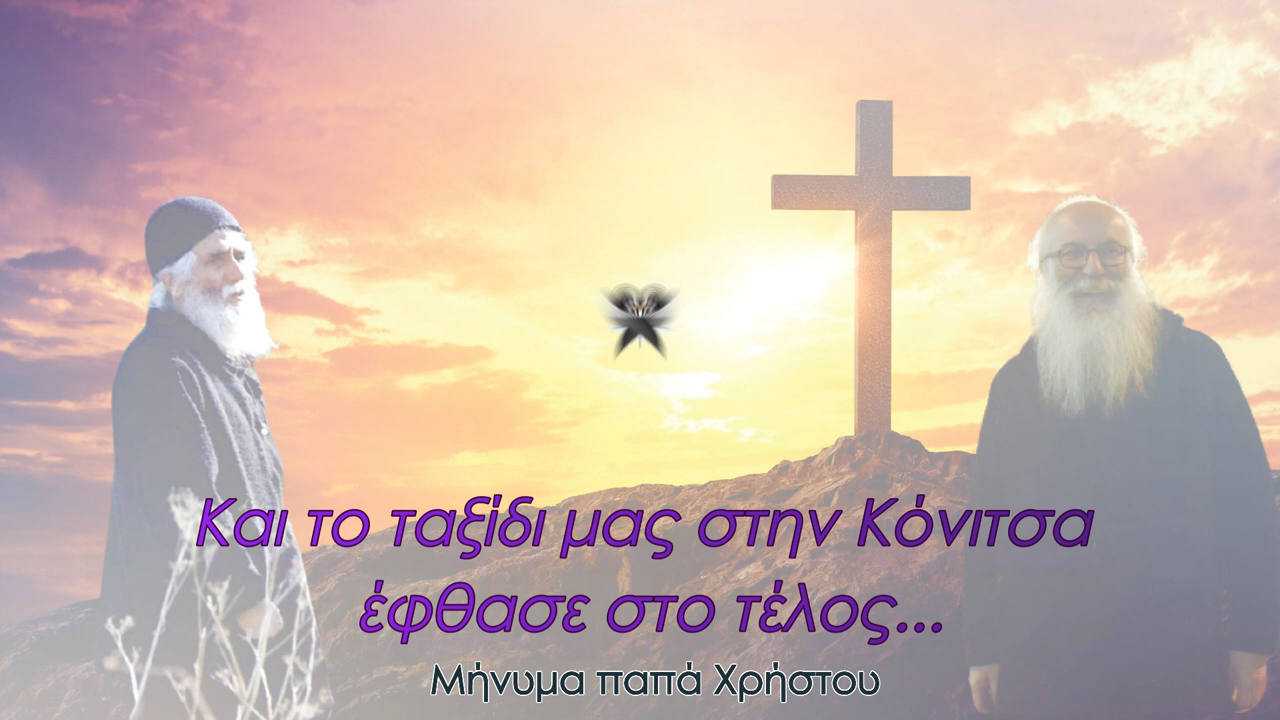 Και το ταξίδι μας στην Κόνιτσα
έφθασε στο τέλος...
Μήνυμα παπά Χρήστου